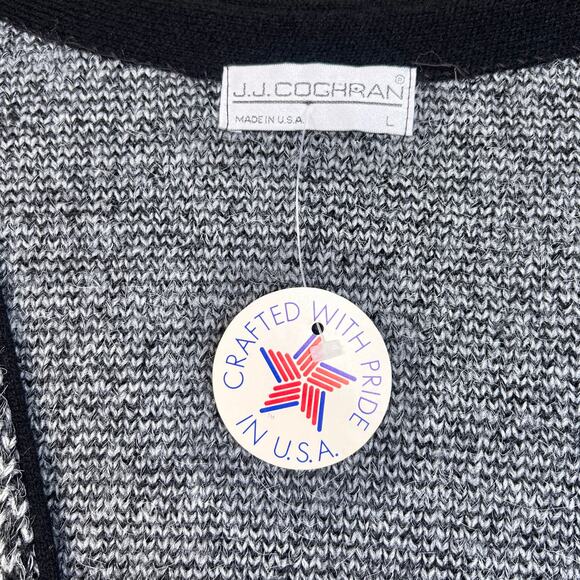 J.J.COCHRAN®
MADE IN U.S.A. L
CRAFTED WITH PRIDE
IN U.S.A.